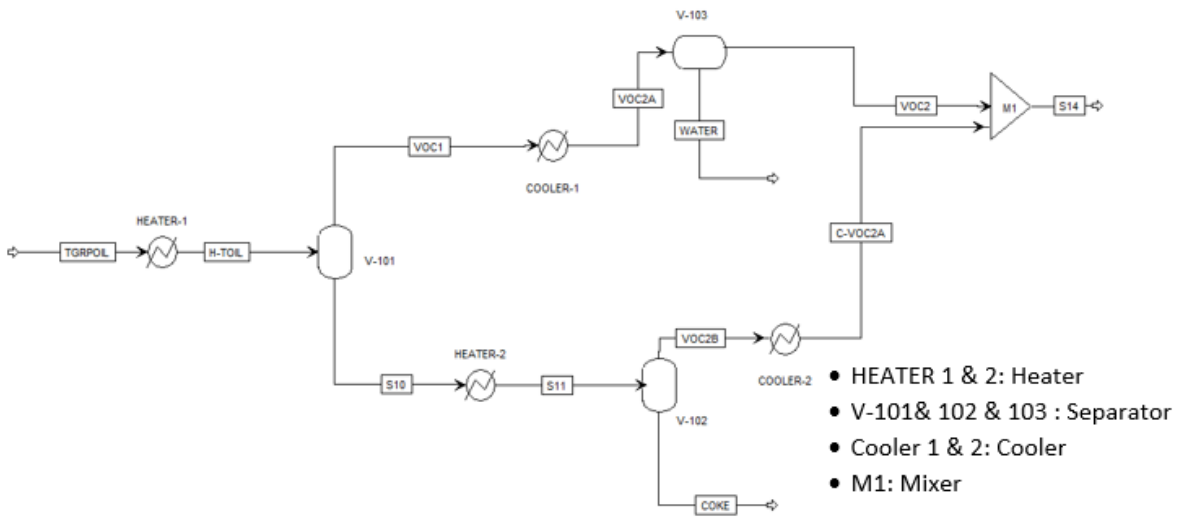 V-103
VOC2A
VOC2
M1
S14
WATER
VOC1
COOLER-1
HEATER-1
C-VOC2A
TGRPOIL
H-TOIL
V-101
HEATER-2
VOC2B
S10
S11
COOLER-2
V-102
COKE
• HEATER 1 & 2: Heater
• V-101& 102 & 103 : Separator
• Cooler 1 & 2: Cooler
• M1: Mixer